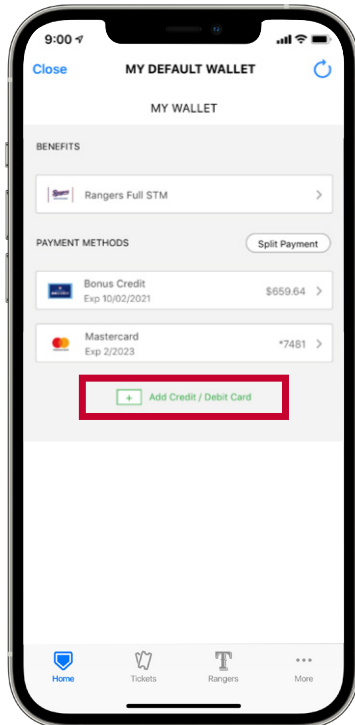 9:00
Close MY DEFAULT WALLET
MY WALLET
BENEFITS
Rangers Full STM
PAYMENT METHODS Split Payment
Bonus Credit
Exp 10/02/2021
$659.64
Mastercard
Exp 2/2023
*7481
+ Add Credit / Debit Card
Home Tickets Rangers More